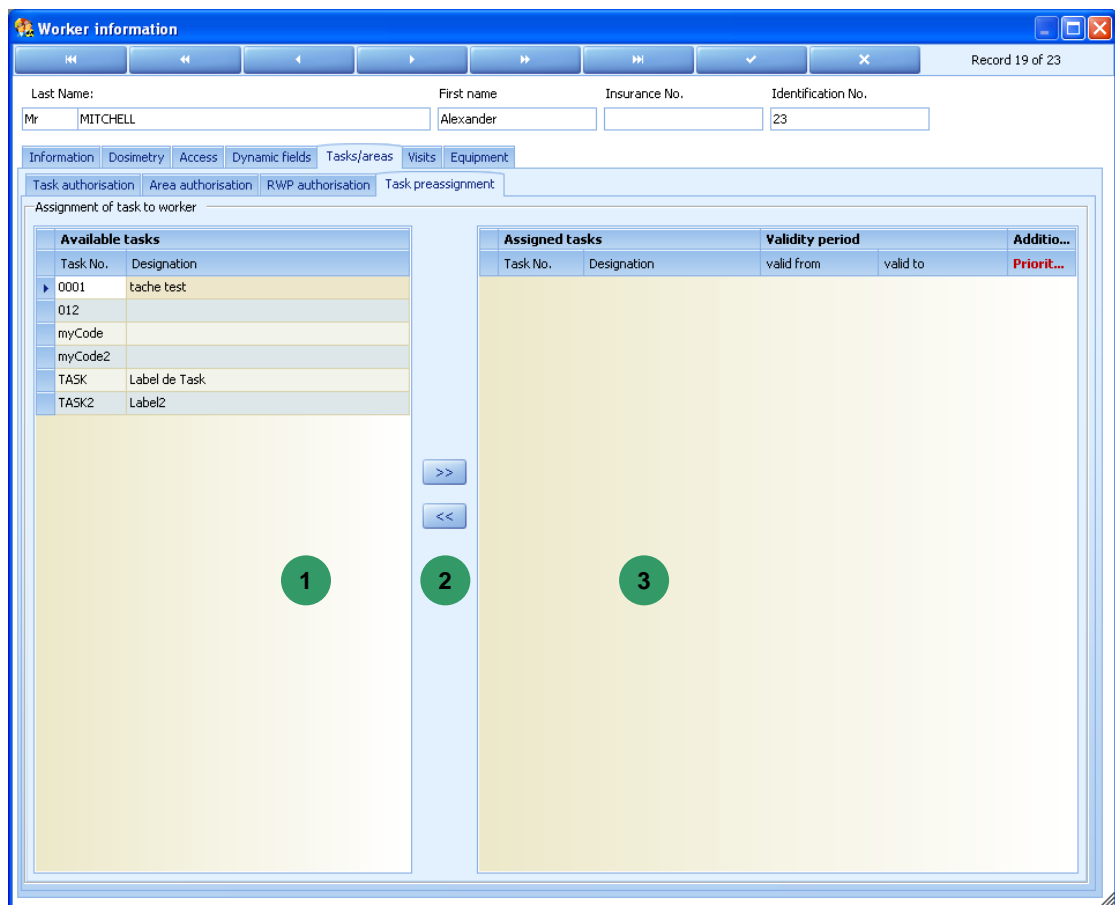 Worker information
Record 19 of 23
Last Name: First name Insurance No. Identification No.
Mr MITCHELL Alexander 23
Information Dosimetry Access Dynamic fields Tasks/areas Visits Equipment
Task authorisation Area authorisation RWP authorisation Task preassignment
Assignment of task to worker
Available tasks Assigned tasks Validity period Additio...
Task No. Designation Task No. Designation valid from valid to Priorit...
0001 tache test
012
myCode
myCode2
TASK Label de Task
TASK2 Label2
>>
<<
1 2 3